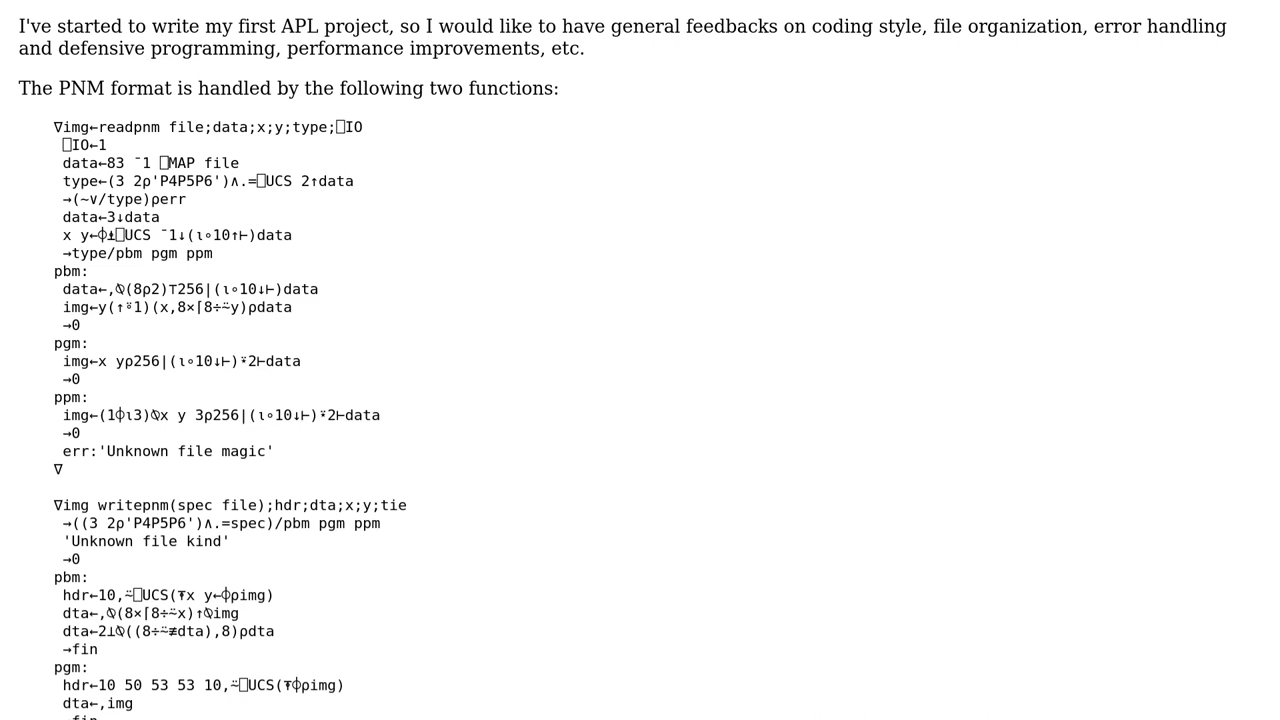 I've started to write my first APL project, so I would like to have general feedbacks on coding style, file organization, error handling
and defensive programming, performance improvements, etc.
The PNM format is handled by the following two functions:
∇img←readpnm file;data;x;y;type;⎕IO
⎕IO←1
data←83 ¯1 ⎕MAP file
type←(3 2⍴'P4P5P6')∧.=⎕UCS 2↑data
→(~∨/type)⍴err
data←3↓data
x y←⌽⍎⎕UCS ¯1↓(⍳∘10↑⊢)data
→type/pbm pgm ppm
pbm:
data←,⍉(8⍴2)⊤256|(⍳∘10↓⊢)data
img←y(↑⍤1)(x,8×⌈8÷⍨y)⍴data
→0
pgm:
img←x y⍴256|(⍳∘10↓⊢)⍣2⊢data
→0
ppm:
img←(1⌽⍳3)⍉x y 3⍴256|(⍳∘10↓⊢)⍣2⊢data
→0
err:'Unknown file magic'
∇
∇img writepnm(spec file);hdr;dta;x;y;tie
→((3 2⍴'P4P5P6')∧.=spec)/pbm pgm ppm
'Unknown file kind'
→0
pbm:
hdr←10,⍨⎕UCS(⍕x y←⌽⍴img)
dta←,⍉(8×⌈8÷⍨x)↑⍉img
dta←2⊥⍉((8÷⍨≢dta),8)⍴dta
→fin
pgm:
hdr←10 50 53 53 10,⍨⎕UCS(⍕⌽⍴img)
dta←,img
→fin